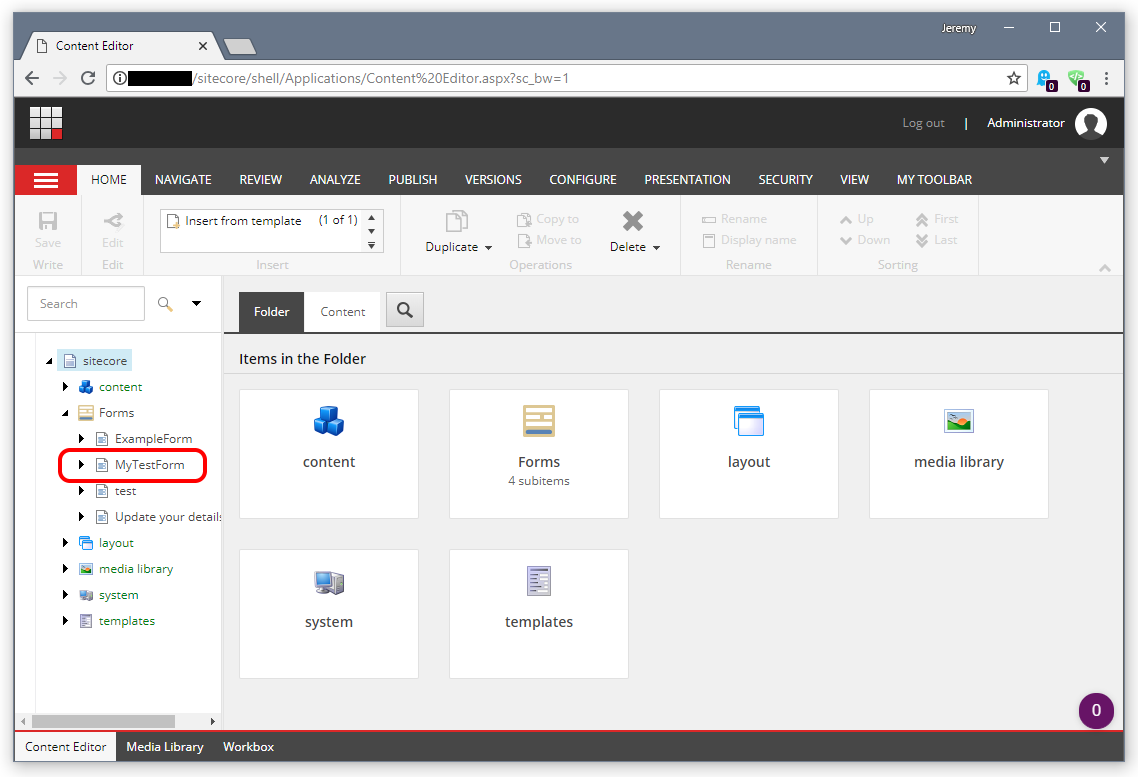 Jeremy
Content Editor
/sitecore/shell/Applications/Content%20Editor.aspx?sc_bw=1
0 0
Log out | Administrator
HOME NAVIGATE REVIEW ANALYZE PUBLISH VERSIONS CONFIGURE PRESENTATION SECURITY VIEW MY TOOLBAR
Insert from template (1 of 1)
Copy to Rename Up First
Save Edit Duplicate Move to Delete Display name Down Last
Write Edit Insert Operations Rename Sorting
Search
Folder Content
Items in the Folder
sitecore
content
Forms
ExampleForm
MyTestForm
test
Update your details
layout
media library
system
templates
content Forms layout media library
4 subitems
system templates
0
Content Editor Media Library Workbox